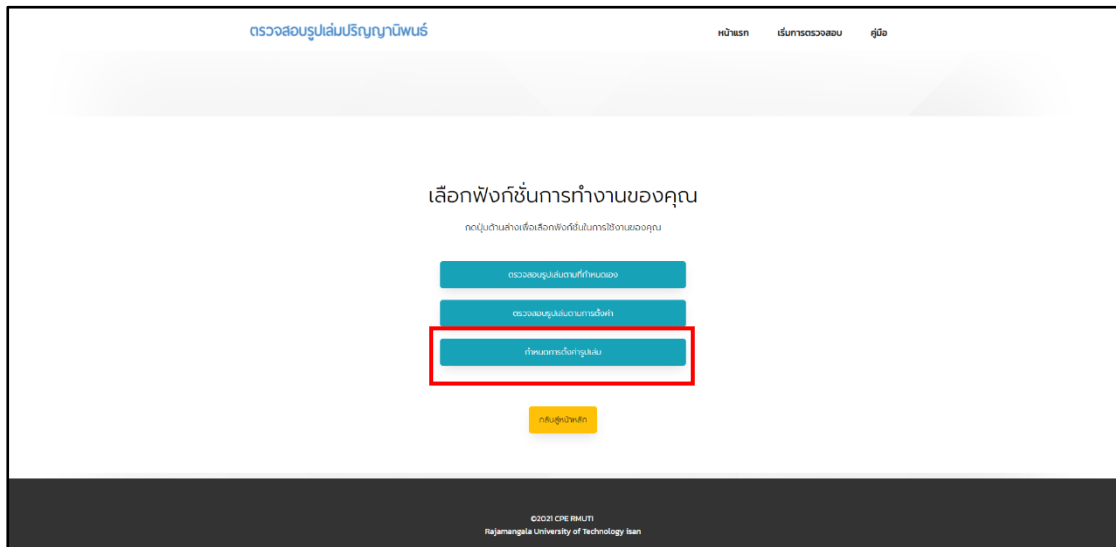 ตรวจสอบรูปเล่มปริญญานิพนธ์
หน้าแรก เริ่มการตรวจสอบ คู่มือ
เลือกฟังก์ชั่นการทำงานของคุณ
กดปุ่มด้านล่างเพื่อเลือกฟังก์ชั่นในการใช้งานของคุณ
ตรวจสอบรูปเล่มตามที่กำหนดเอง
ตรวจสอบรูปเล่มตามการตั้งค่า
กำหนดการตั้งค่ารูปเล่ม
กลับสู่หน้าหลัก
©2021 CPE RMUTI
Rajamangala University of Technology Isan